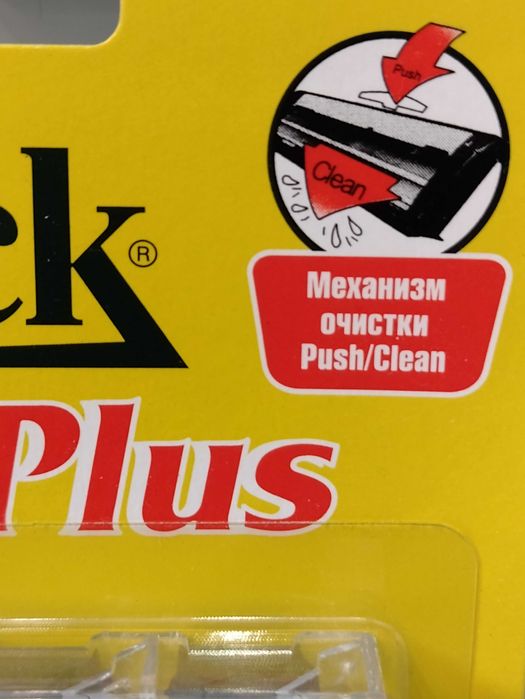 Push
Clean
ck®
Механизм
очистки
Push/Clean
Plus